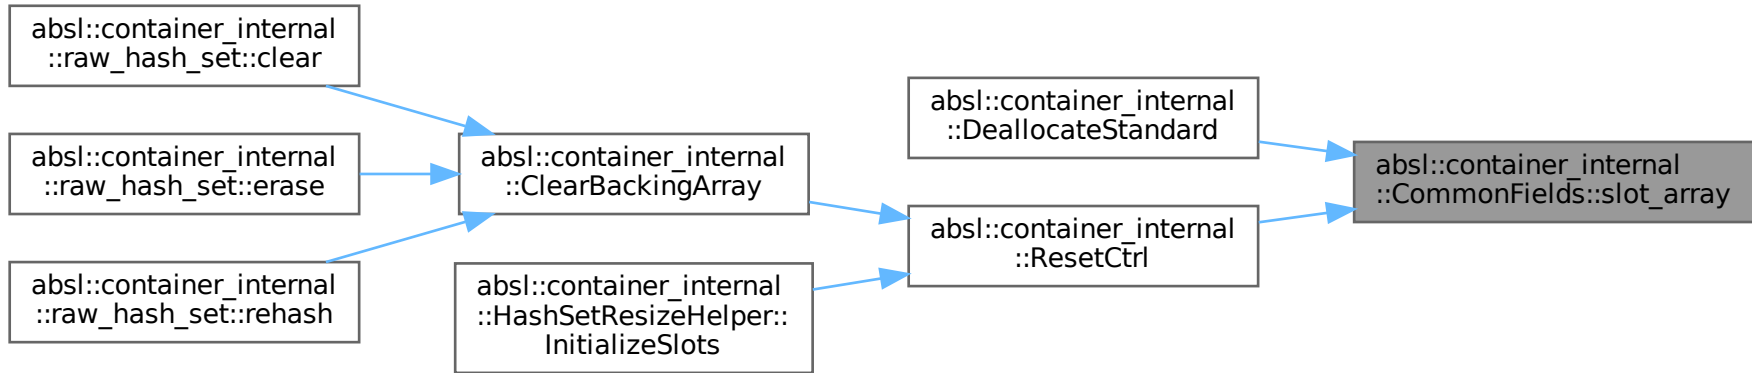 absl::container_internal
::raw_hash_set::clear
absl::container_internal
::raw_hash_set::erase
absl::container_internal
::raw_hash_set::rehash
absl::container_internal
::ClearBackingArray
absl::container_internal
::HashSetResizeHelper::
InitializeSlots
absl::container_internal
::DeallocateStandard
absl::container_internal
::ResetCtrl
absl::container_internal
::CommonFields::slot_array